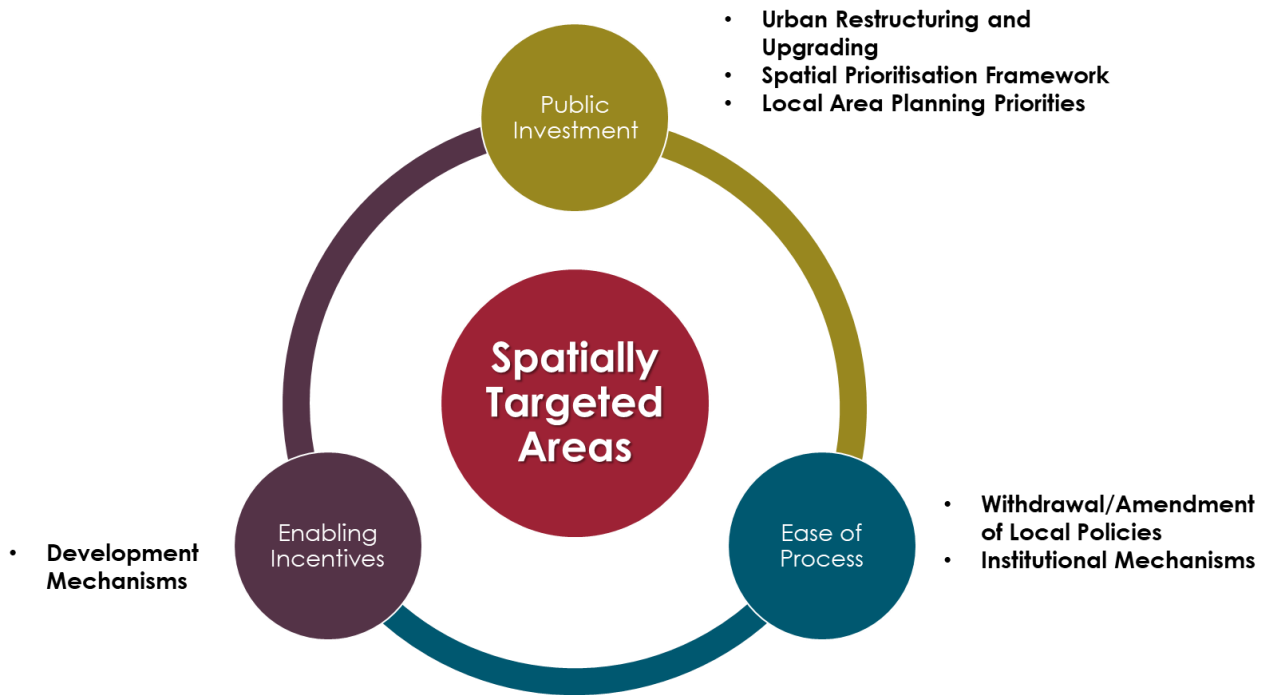 • Urban Restructuring and
Upgrading
• Spatial Prioritisation Framework
• Local Area Planning Priorities
Public
Investment
Spatially
Targeted
Areas
Enabling
Incentives
• Development
Mechanisms
Ease of
Process
• Withdrawal/Amendment
of Local Policies
• Institutional Mechanisms